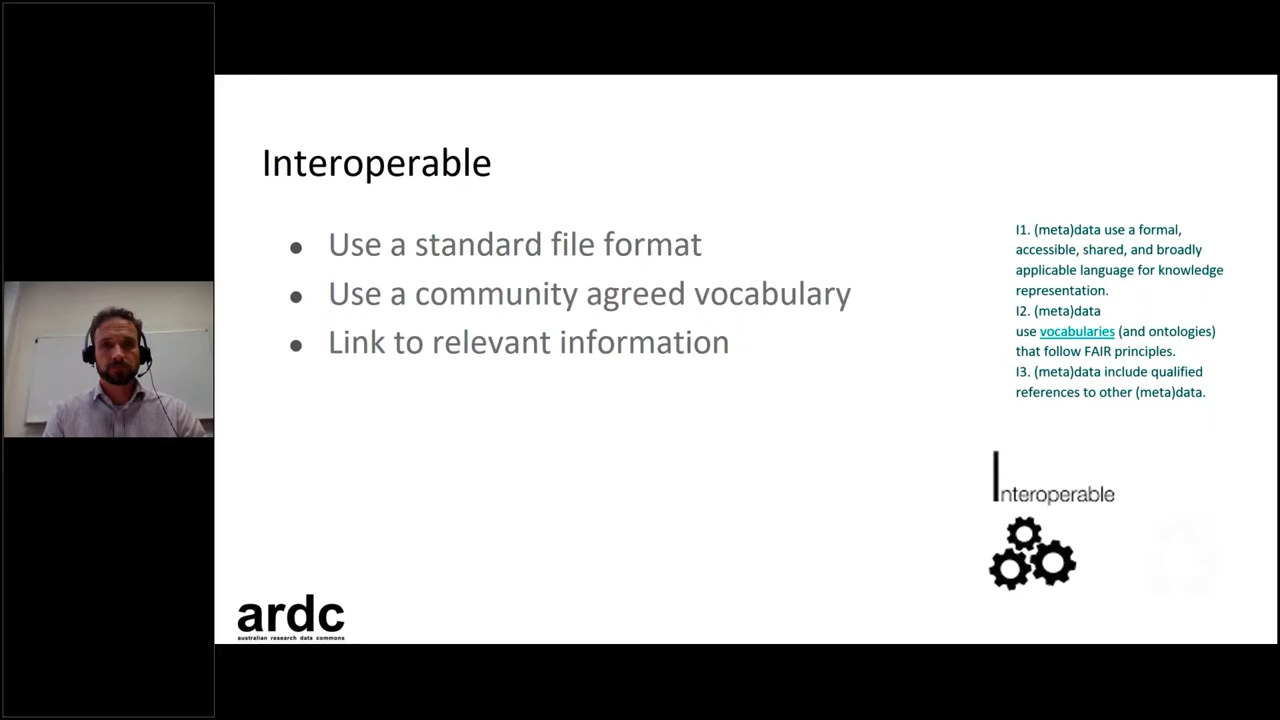 Interoperable
● Use a standard file format
● Use a community agreed vocabulary
● Link to relevant information
I1. (meta)data use a formal,
accessible, shared, and broadly
applicable language for knowledge
representation.
I2. (meta)data
use vocabularies (and ontologies)
that follow FAIR principles.
I3. (meta)data include qualified
references to other (meta)data.
Interoperable
ardc
australian research data commons